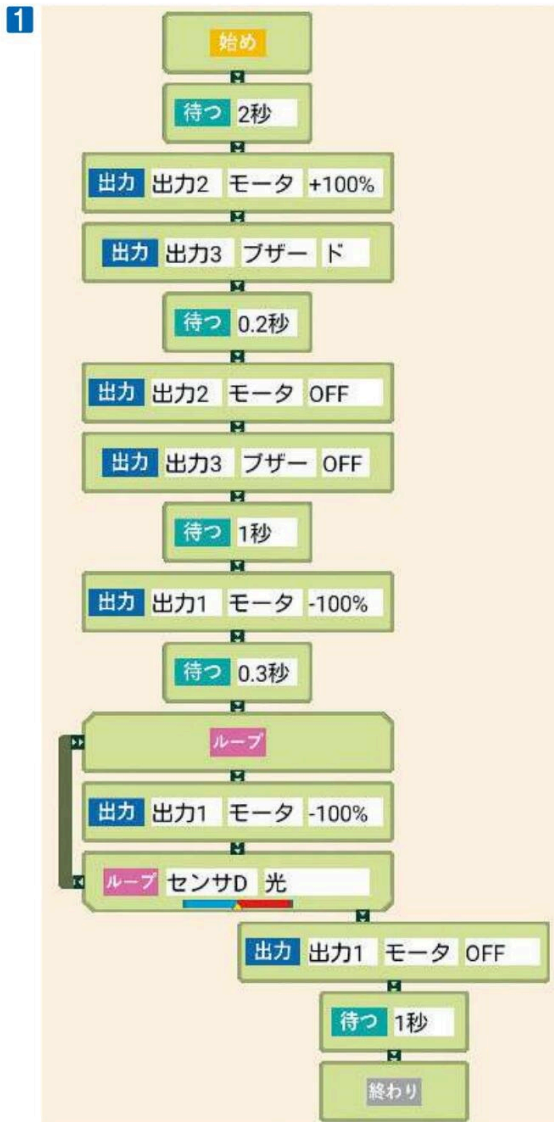 1
始め
待つ 2秒
出力 出力2 モータ +100%
出力 出力3 ブザー ド
待つ 0.2秒
出力 出力2 モータ OFF
出力 出力3 ブザー OFF
待つ 1秒
出力 出力1 モータ -100%
待つ 0.3秒
ループ
出力 出力1 モータ -100%
ループ センサD 光
出力 出力1 モータ OFF
待つ 1秒
終わり